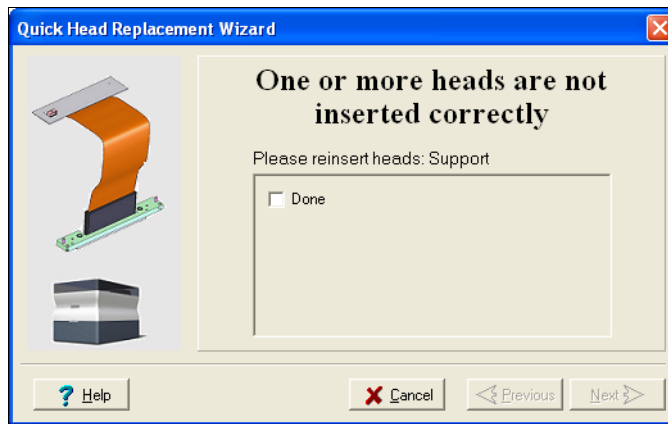 Quick Head Replacement Wizard
One or more heads are not
inserted correctly
Please reinsert heads: Support
Done
Help
Cancel
Previous
Next